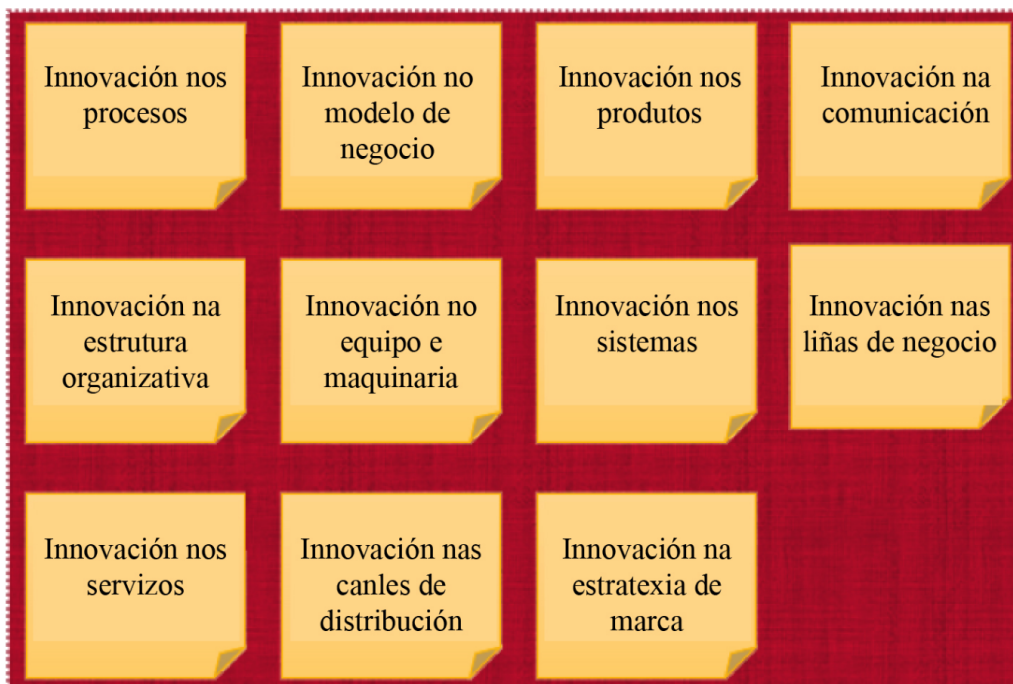 Innovación nos
procesos
Innovación no
modelo de
negocio
Innovación nos
produtos
Innovación na
comunicación
Innovación na
estrutura
organizativa
Innovación no
equipo e
maquinaria
Innovación nos
sistemas
Innovación nas
liñas de negocio
Innovación nos
servizos
Innovación nas
canles de
distribución
Innovación na
estratexia de
marca